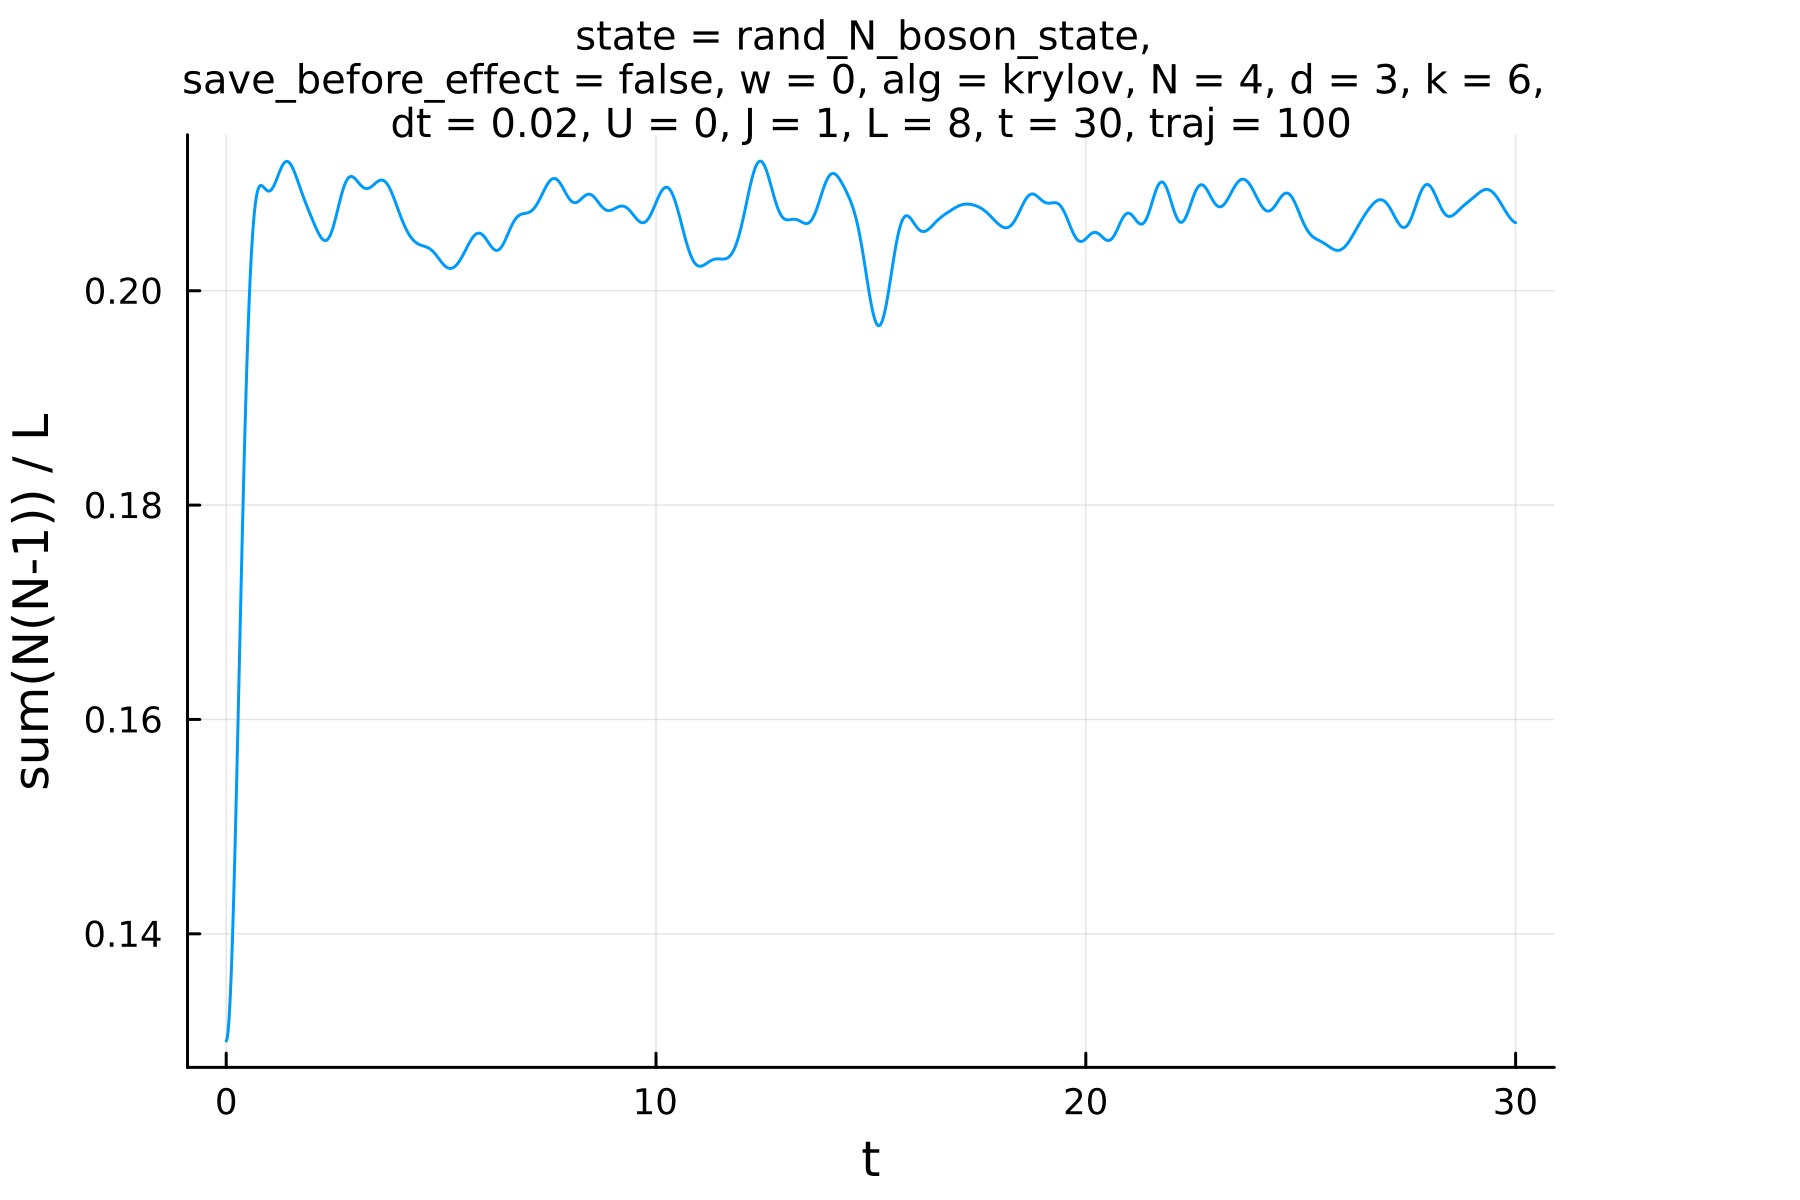 state = rand_N_boson_state,
save_before_effect = false, w = 0, alg = krylov, N = 4, d = 3, k = 6,
dt = 0.02, U = 0, J = 1, L = 8, t = 30, traj = 100
sum(N(N-1)) / L
0.20
0.18
0.16
0.14
0 10 20 30
t